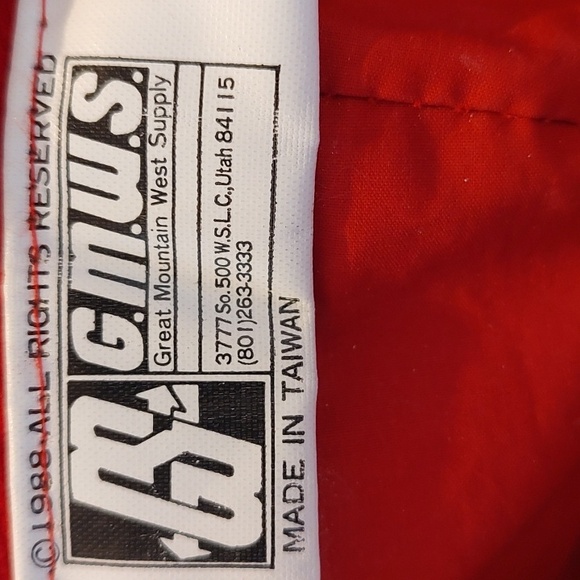 © 1988 ALL RIGHTS RESERVED
G.M.W.S.
Great Mountain West Supply
3777 So. 500 W.S.L.C., Utah 84115
(801)263-3333
MADE IN TAIWAN